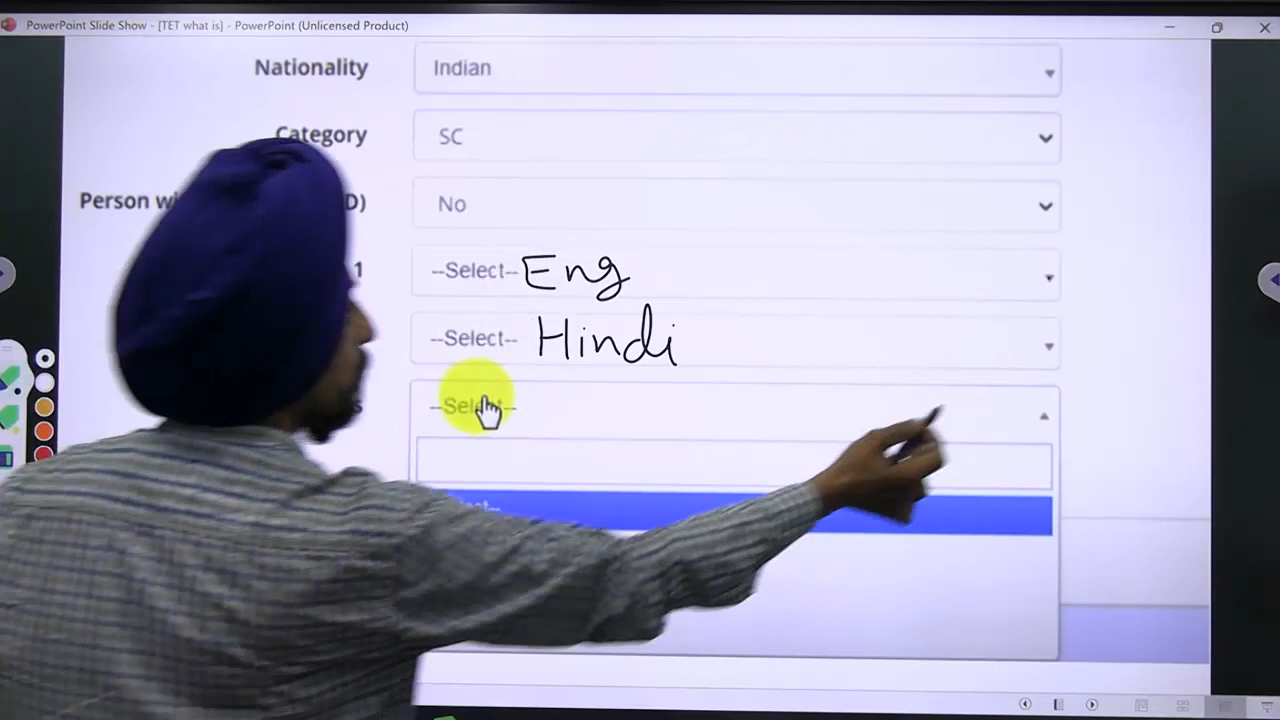 PowerPoint Slide Show - [TET what is] - PowerPoint (Unlicensed Product)
Nationality Indian
Category SC
Person D) No
1 --Select-- Eng
--Select-- Hindi
s --Select--